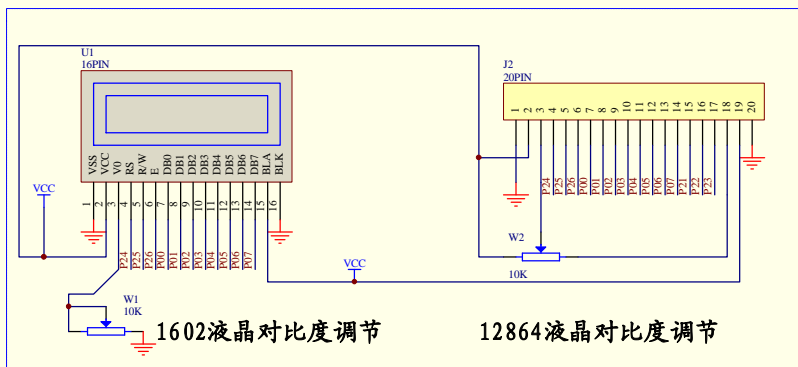 U1
16PIN
J2
20PIN
1 2 3 4 5 6 7 8 9 10 11 12 13 14 15 16 17 18 19 20
VSS VCC V0 RS R/W E DB0 DB1 DB2 DB3 DB4 DB5 DB6 DB7 BLA BLK
1 2 3 4 5 6 7 8 9 10 11 12 13 14 15 16
VCC
P24 P25 P26 P00 P01 P02 P03 P04 P05 P06 P07 P21 P22 P23
P24 P25 P26 P00 P01 P02 P03 P04 P05 P06 P07
W2
10K
VCC
W1
10K
1602液晶对比度调节
12864液晶对比度调节